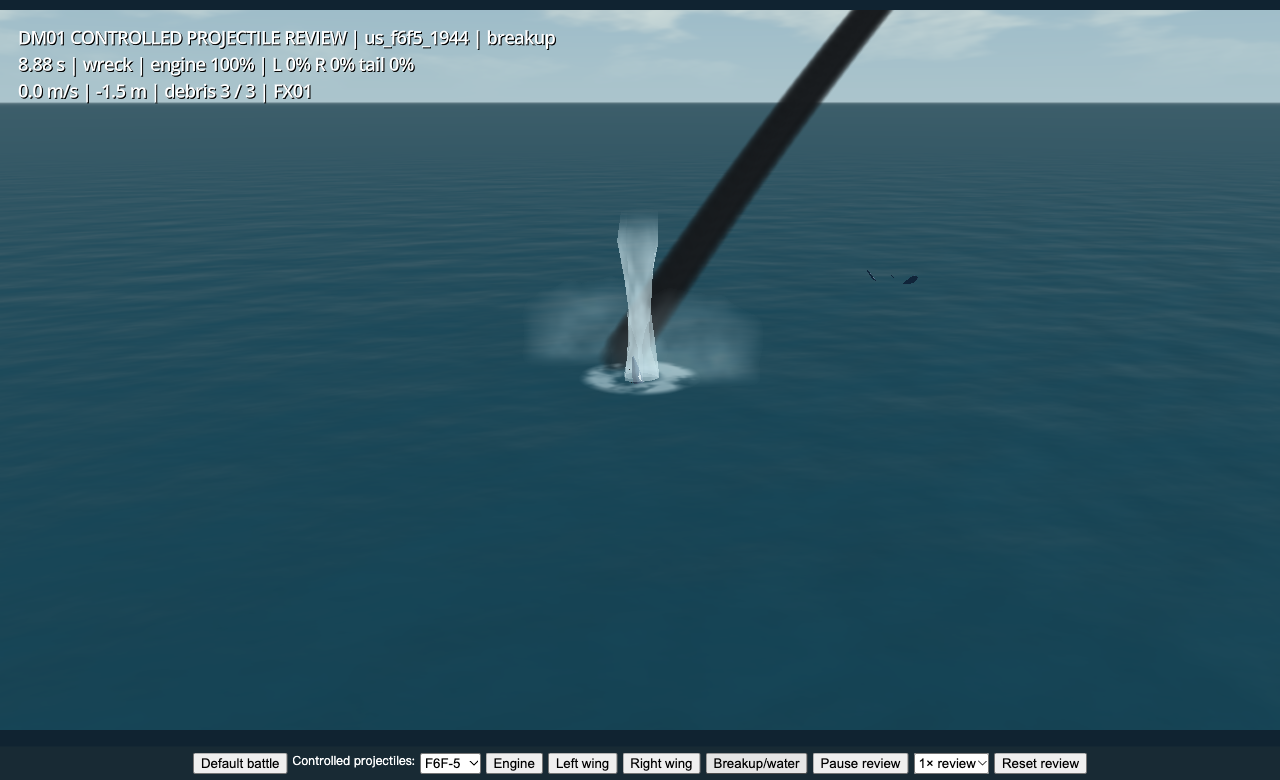 DM01 CONTROLLED PROJECTILE REVIEW | us_f6f5_1944 | breakup
8.88 s | wreck | engine 100% | L 0% R 0% tail 0%
0.0 m/s | -1.5 m | debris 3 / 3 | FX01
Default battle Controlled projectiles: F6F-5 Engine Left wing Right wing Breakup/water Pause review 1× review Reset review